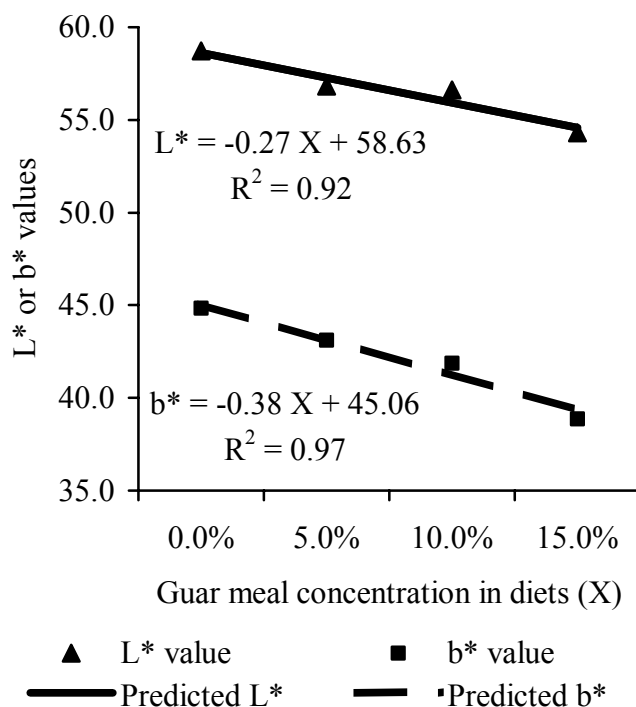 60.0
55.0
L* = -0.27 X + 58.63
R² = 0.92
50.0
L* or b* values
45.0
40.0
b* = -0.38 X + 45.06
R² = 0.97
35.0
0.0% 5.0% 10.0% 15.0%
Guar meal concentration in diets (X)
L* value b* value
Predicted L* Predicted b*